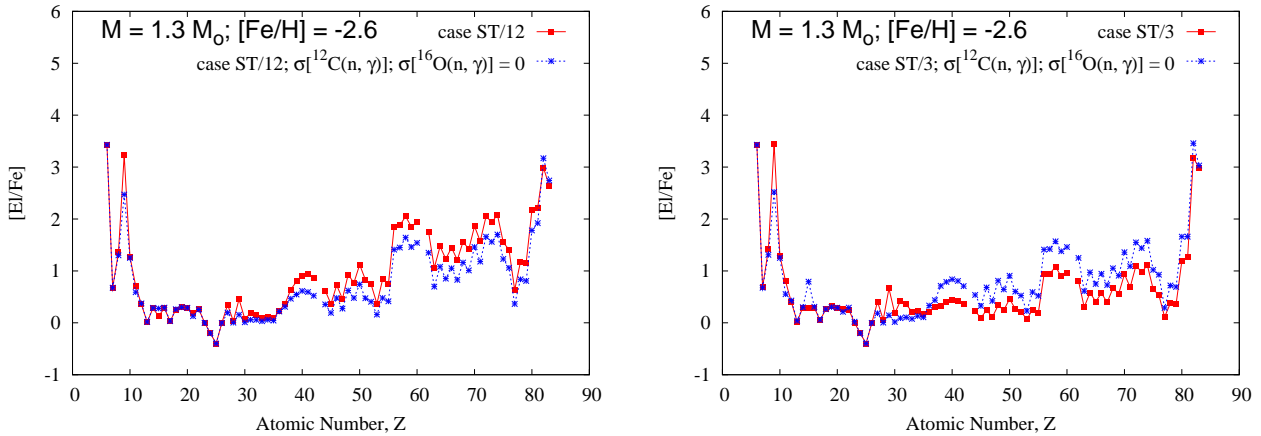 M = 1.3 Mo; [Fe/H] = -2.6
case ST/12
case ST/12; σ[12C(n, γ)]; σ[16O(n, γ)] = 0
[El/Fe]
6
5
4
3
2
1
0
-1
0 10 20 30 40 50 60 70 80 90
Atomic Number, Z
M = 1.3 Mo; [Fe/H] = -2.6
case ST/3
case ST/3; σ[12C(n, γ)]; σ[16O(n, γ)] = 0
[El/Fe]
6
5
4
3
2
1
0
-1
0 10 20 30 40 50 60 70 80 90
Atomic Number, Z